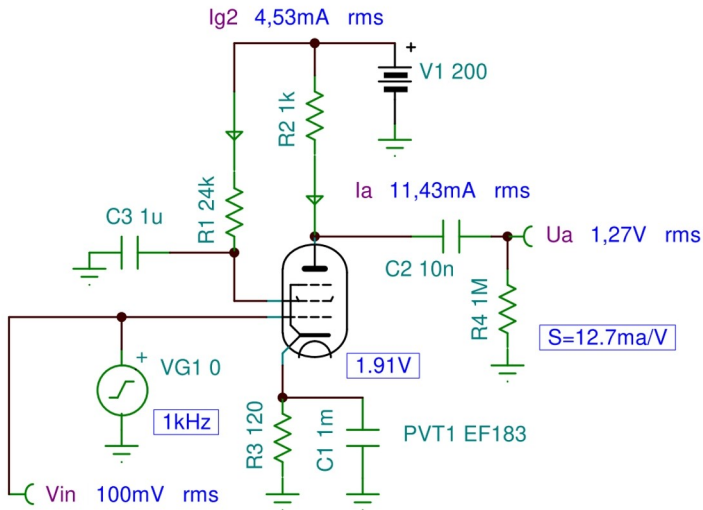 Ig2 4,53mA rms
V1 200
R2 1k
Ia 11,43mA rms
R1 24k
C3 1u
Ua 1,27V rms
C2 10n
R4 1M
S=12.7ma/V
1.91V
VG1 0
1kHz
R3 120
C1 1m
PVT1 EF183
Vin 100mV rms